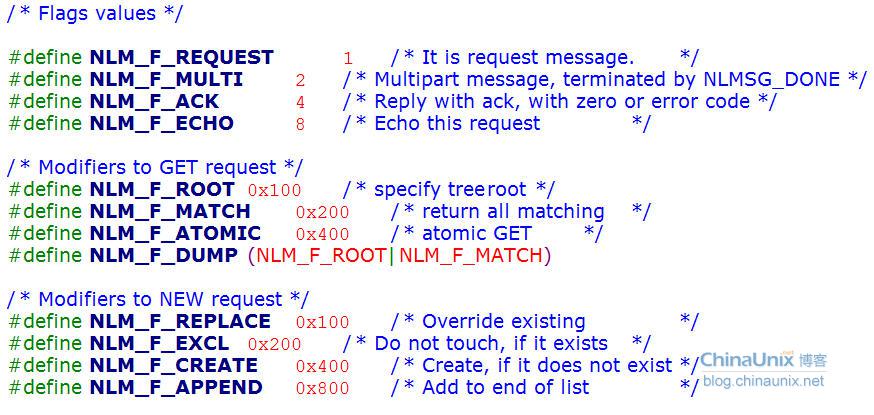 /* Flags values */
#define NLM_F_REQUEST 1 /* It is request message. */
#define NLM_F_MULTI 2 /* Multipart message, terminated by NLMSG_DONE */
#define NLM_F_ACK 4 /* Reply with ack, with zero or error code */
#define NLM_F_ECHO 8 /* Echo this request */
/* Modifiers to GET request */
#define NLM_F_ROOT 0x100 /* specify tree root */
#define NLM_F_MATCH 0x200 /* return all matching */
#define NLM_F_ATOMIC 0x400 /* atomic GET */
#define NLM_F_DUMP (NLM_F_ROOT|NLM_F_MATCH)
/* Modifiers to NEW request */
#define NLM_F_REPLACE 0x100 /* Override existing */
#define NLM_F_EXCL 0x200 /* Do not touch, if it exists */
#define NLM_F_CREATE 0x400 /* Create, if it does not exist */
#define NLM_F_APPEND 0x800 /* Add to end of list */
ChinaUnix.net 博客
blog.chinaunix.net